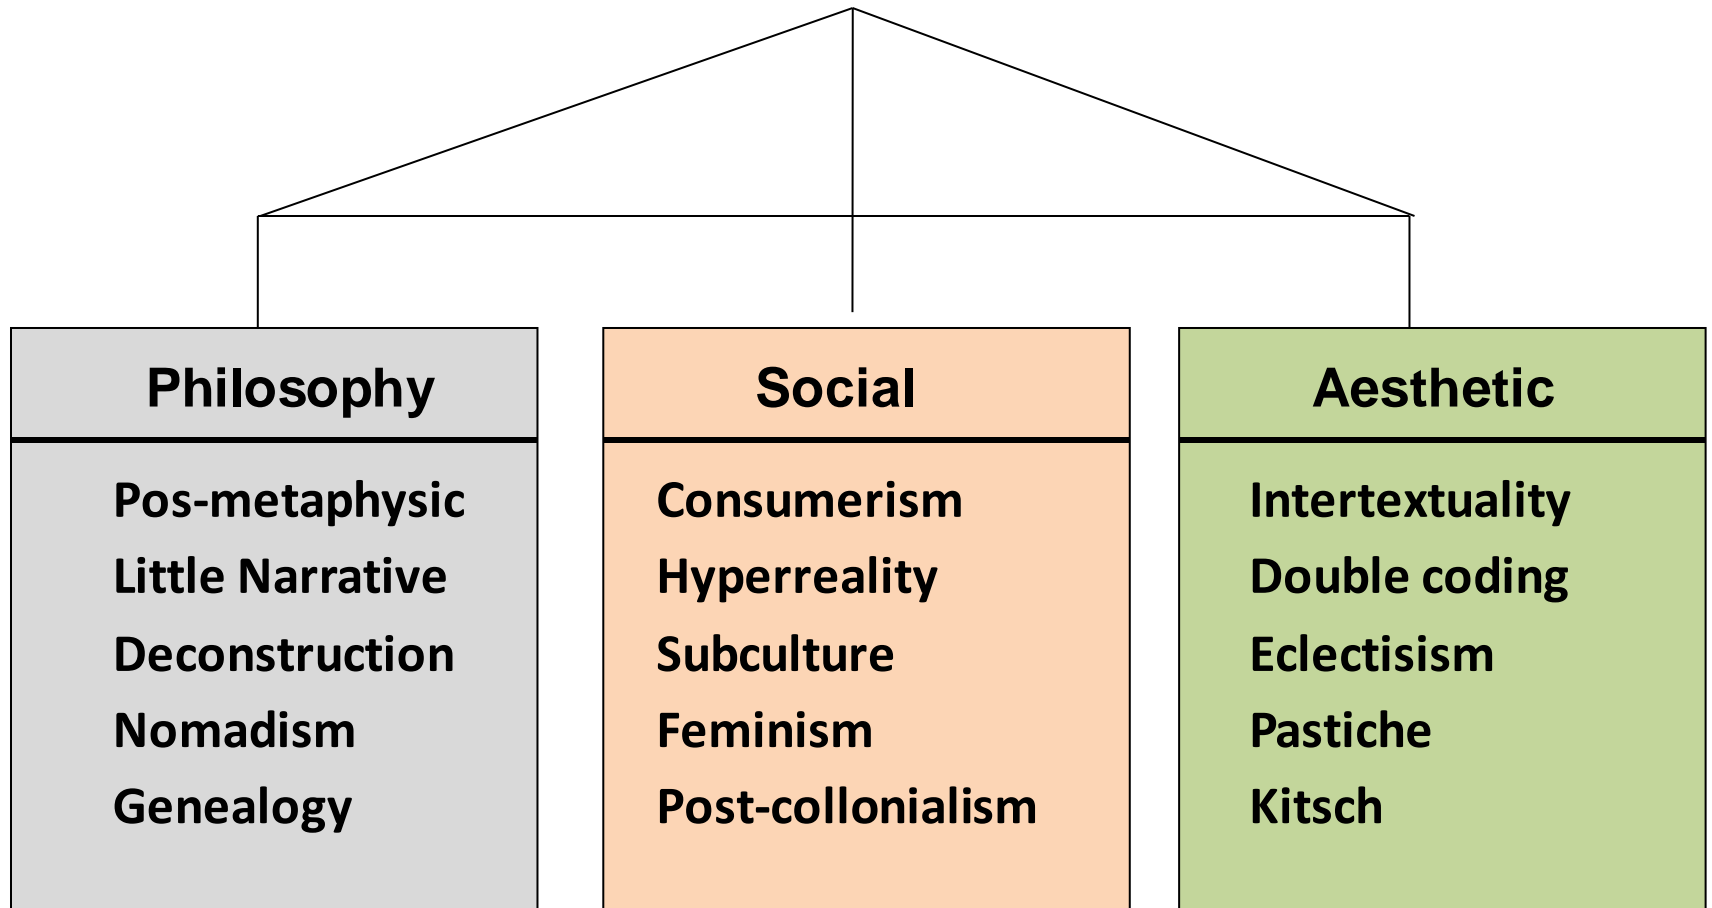 Philosophy
Pos-metaphysic
Little Narrative
Deconstruction
Nomadism
Genealogy
Social
Consumerism
Hyperreality
Subculture
Feminism
Post-collonialism
Aesthetic
Intertextuality
Double coding
Eclectisism
Pastiche
Kitsch